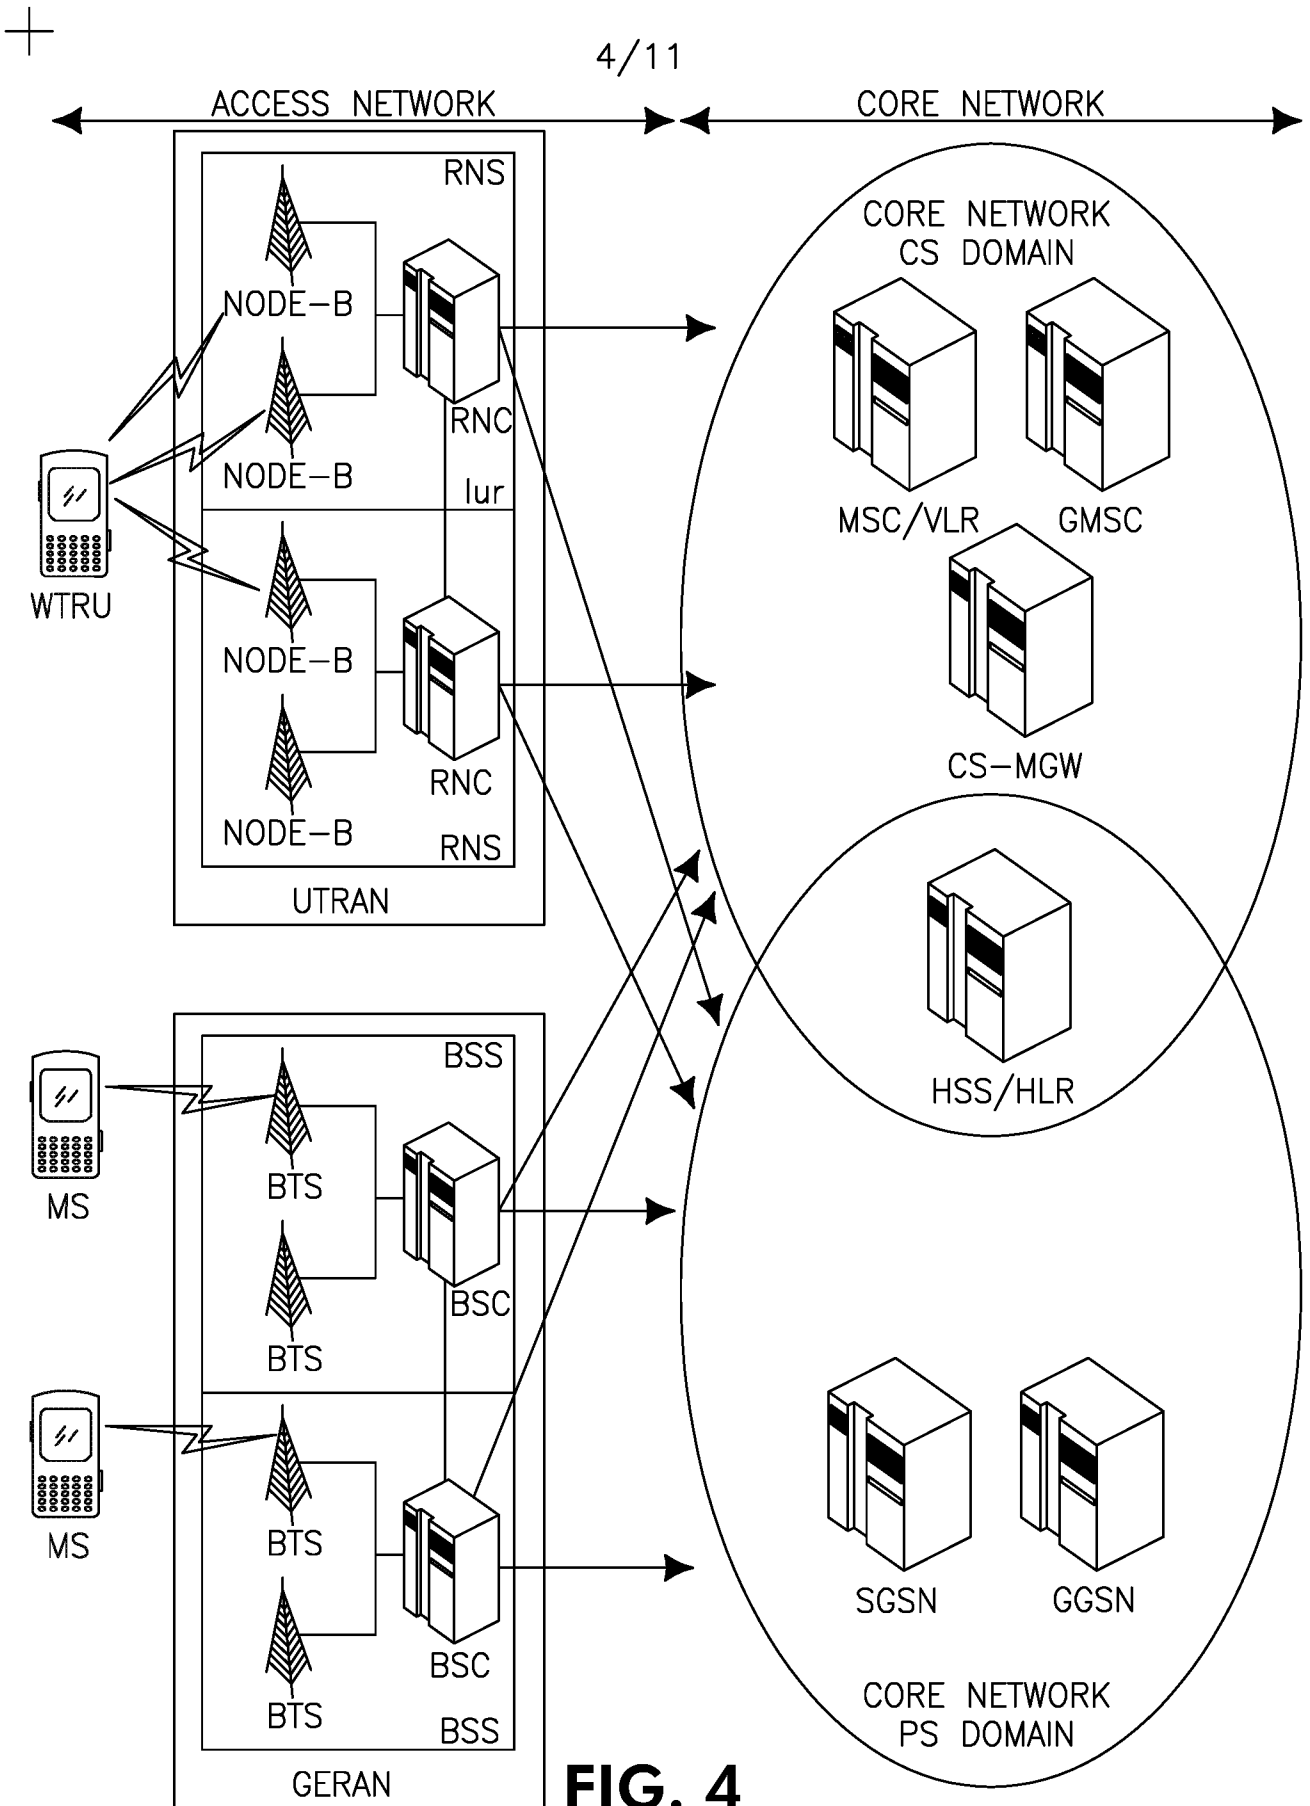 4/11
ACCESS NETWORK
CORE NETWORK
RNS
NODE-B
RNC
NODE-B
Iur
WTRU
NODE-B
RNC
NODE-B
RNS
UTRAN
CORE NETWORK
CS DOMAIN
MSC/VLR
GMSC
CS-MGW
HSS/HLR
BSS
MS
BTS
BSC
BTS
MS
BTS
BSC
BTS
BSS
GERAN
SGSN
GGSN
CORE NETWORK
PS DOMAIN
FIG. 4